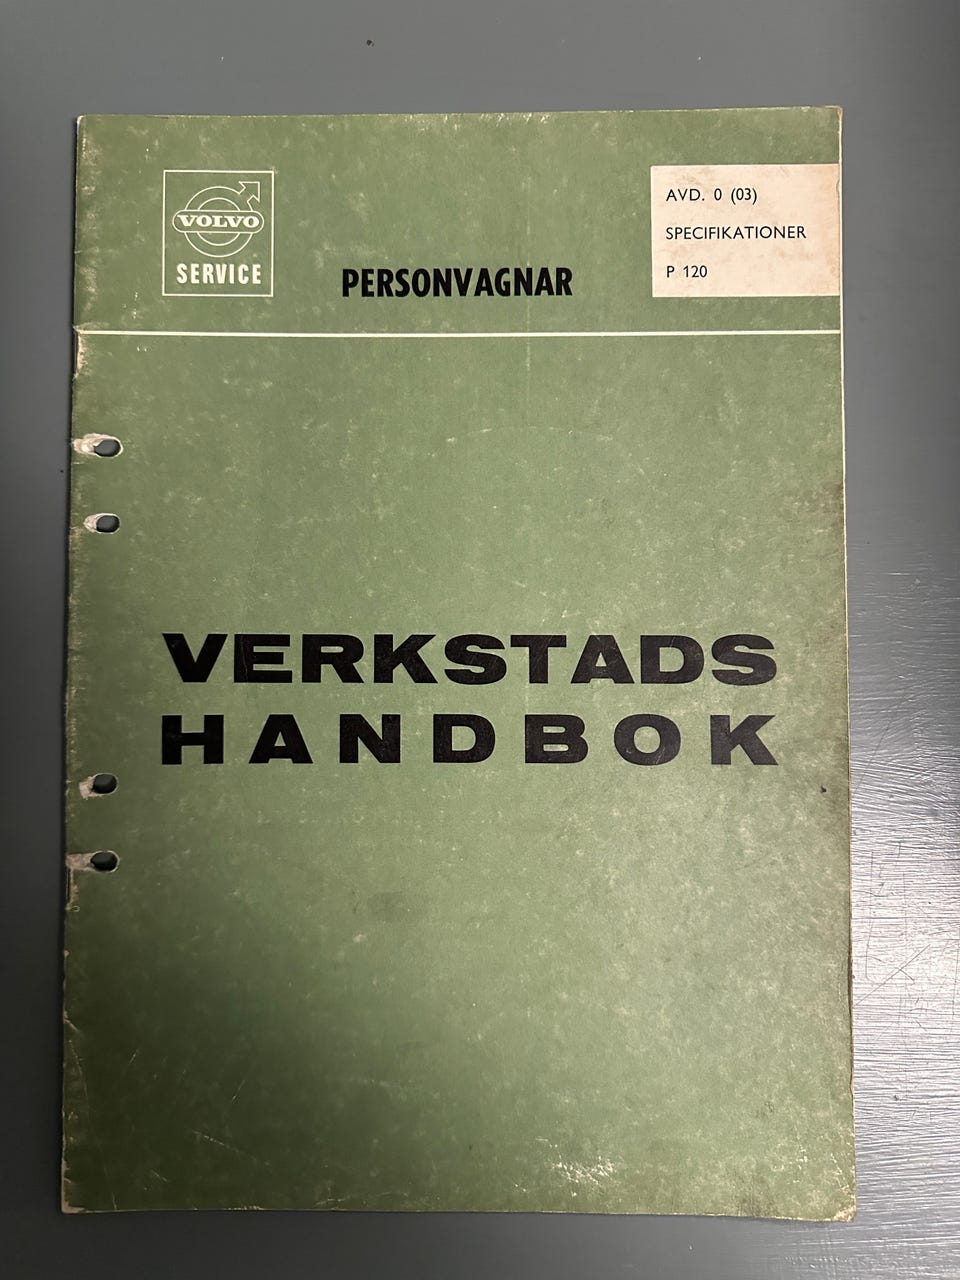 VOLVO
SERVICE
PERSONVAGNAR
AVD. 0 (03)
SPECIFIKATIONER
P 120
VERKSTADS
HANDBOK